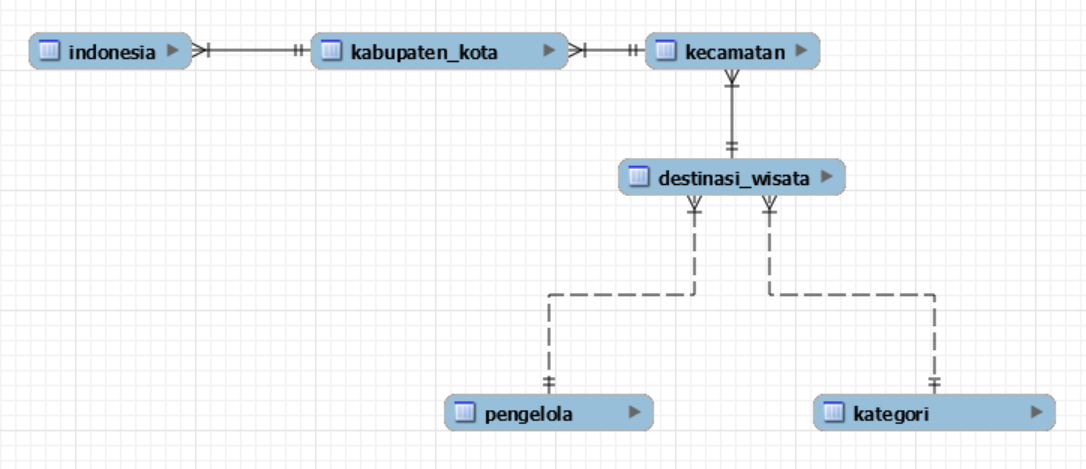 indonesia
kabupaten_kota
kecamatan
destinasi_wisata
pengelola
kategori